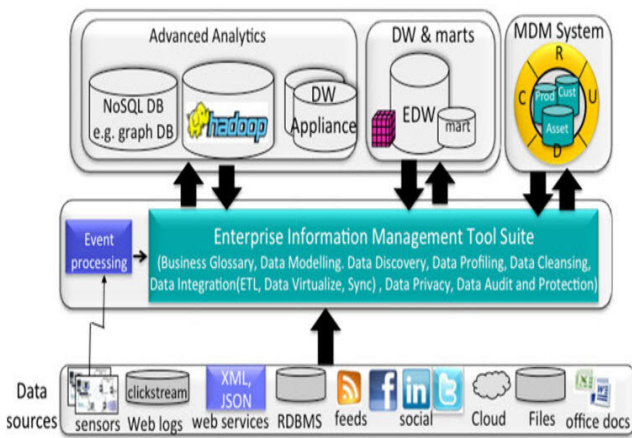 Advanced Analytics
DW & marts
MDM System
NoSQL DB
e.g. graph DB
hadoop
DW
Appliance
EDW
mart
R
C
U
D
Prod
Cust
Asset
Event
processing
Enterprise Information Management Tool Suite
(Business Glossary, Data Modelling. Data Discovery, Data Profiling, Data Cleansing,
Data Integration(ETL, Data Virtualize, Sync) , Data Privacy, Data Audit and Protection)
Data
sources
sensors
clickstream
Web logs
XML,
JSON
web services
RDBMS
feeds
f
in
t
social
Cloud
Files
office docs